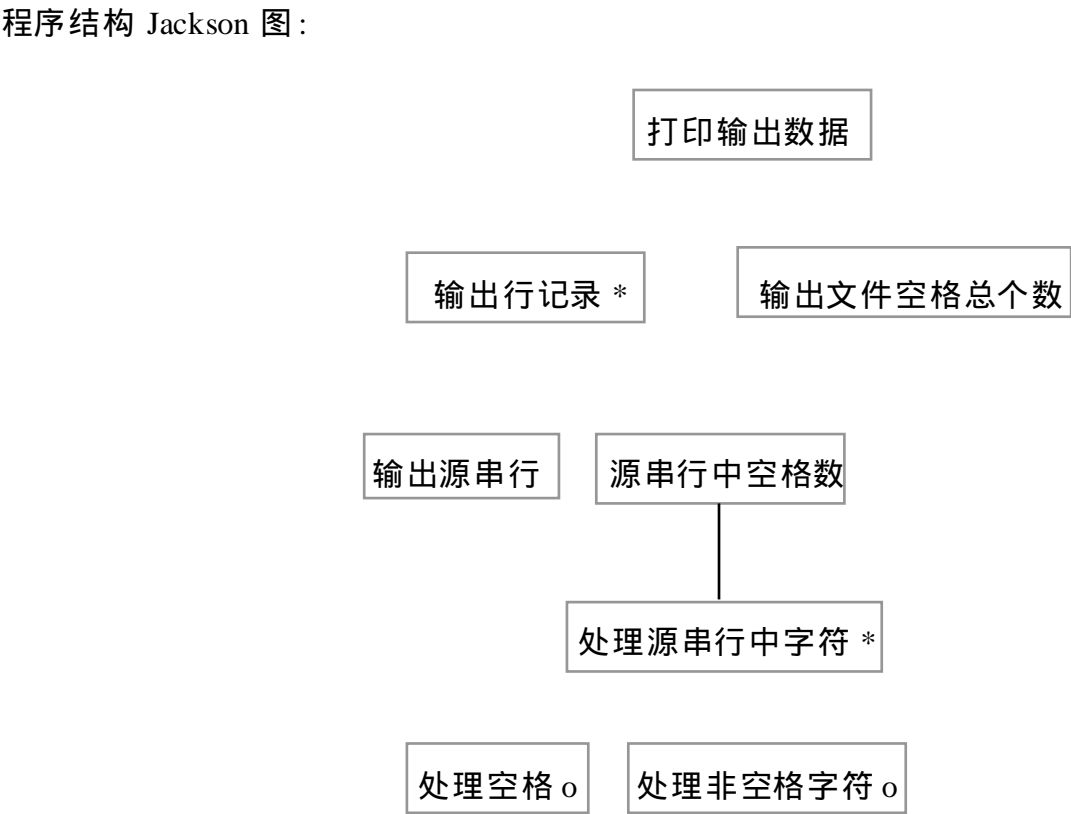 程序结构 Jackson 图:
打印输出数据
输出行记录 *
输出文件空格总个数
输出源串行
源串行中空格数
处理源串行中字符 *
处理空格 o
处理非空格字符 o